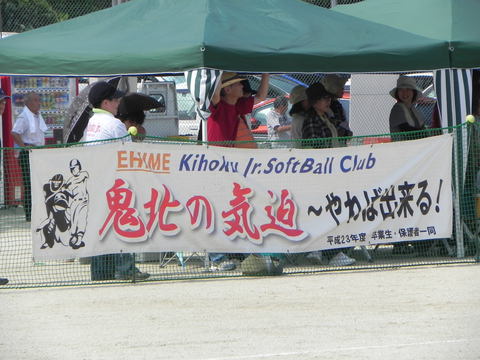 EHIME Kihoku Jr.SoftBall Club
鬼北の気迫～やれば出来る!
平成23年度 卒業生・保護者一同